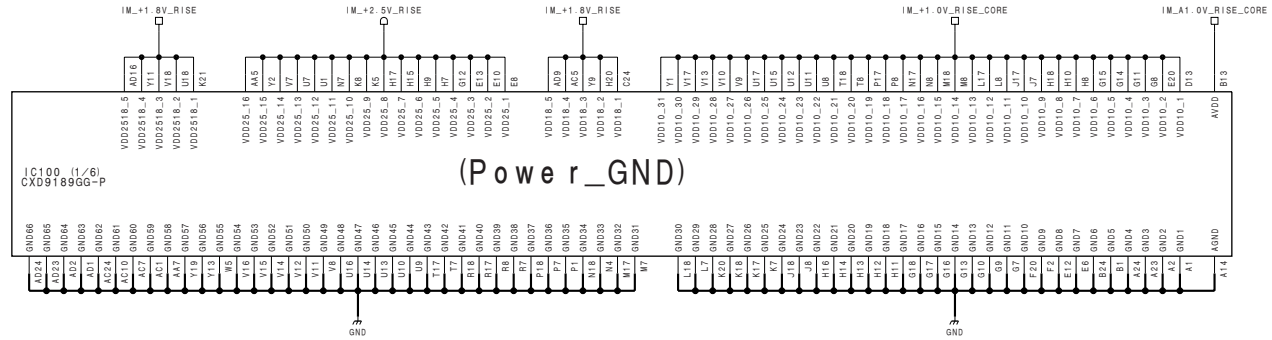 IM_+1.8V_RISE
IM_+2.5V_RISE
IM_+1.8V_RISE
IM_+1.0V_RISE_CORE
IM_A1.0V_RISE_CORE
AD16
Y11
V18
U18
K21
AA5
Y2
V7
U7
U1
N7
K8
K5
H17
H15
H9
H7
G12
E13
E10
E8
AD9
AC5
Y9
H20
C24
Y1
V17
V13
V10
V9
U17
U15
U12
U11
U8
T18
T8
P17
P8
N17
N8
M18
M8
L17
L8
J17
J7
H18
H10
H8
G15
G14
G11
G8
E20
D13
B13
VDD2518_5
VDD2518_4
VDD2518_3
VDD2518_2
VDD2518_1
VDD25_16
VDD25_15
VDD25_14
VDD25_13
VDD25_12
VDD25_11
VDD25_10
VDD25_9
VDD25_8
VDD25_7
VDD25_6
VDD25_5
VDD25_4
VDD25_3
VDD25_2
VDD25_1
VDD18_5
VDD18_4
VDD18_3
VDD18_2
VDD18_1
VDD10_31
VDD10_30
VDD10_29
VDD10_28
VDD10_27
VDD10_26
VDD10_25
VDD10_24
VDD10_23
VDD10_22
VDD10_21
VDD10_20
VDD10_19
VDD10_18
VDD10_17
VDD10_16
VDD10_15
VDD10_14
VDD10_13
VDD10_12
VDD10_11
VDD10_10
VDD10_9
VDD10_8
VDD10_7
VDD10_6
VDD10_5
VDD10_4
VDD10_3
VDD10_2
VDD10_1
AVDD
IC100 (1/6)
CXD9189GG-P
(Power_GND)
GND66
GND65
GND64
GND63
GND62
GND61
GND60
GND59
GND58
GND57
GND56
GND55
GND54
GND53
GND52
GND51
GND50
GND49
GND48
GND47
GND46
GND45
GND44
GND43
GND42
GND41
GND40
GND39
GND38
GND37
GND36
GND35
GND34
GND33
GND32
GND31
GND30
GND29
GND28
GND27
GND26
GND25
GND24
GND23
GND22
GND21
GND20
GND19
GND18
GND17
GND16
GND15
GND14
GND13
GND12
GND11
GND10
GND9
GND8
GND7
GND6
GND5
GND4
GND3
GND2
GND1
AGND
AD24
AD23
AD2
AD1
AC24
AC10
AC7
AC1
AA7
Y19
Y13
W5
V16
V15
V14
V12
V11
V8
U16
U14
U13
U10
U9
T17
T7
R18
R17
R8
R7
P18
P7
P1
N18
N4
M17
M7
L18
L7
K20
K18
K17
K7
J18
J8
H16
H14
H13
H12
H11
G18
G17
G16
G13
G10
G9
G7
F20
F2
E12
E6
B24
B1
A24
A23
A2
A1
A14
GND
GND